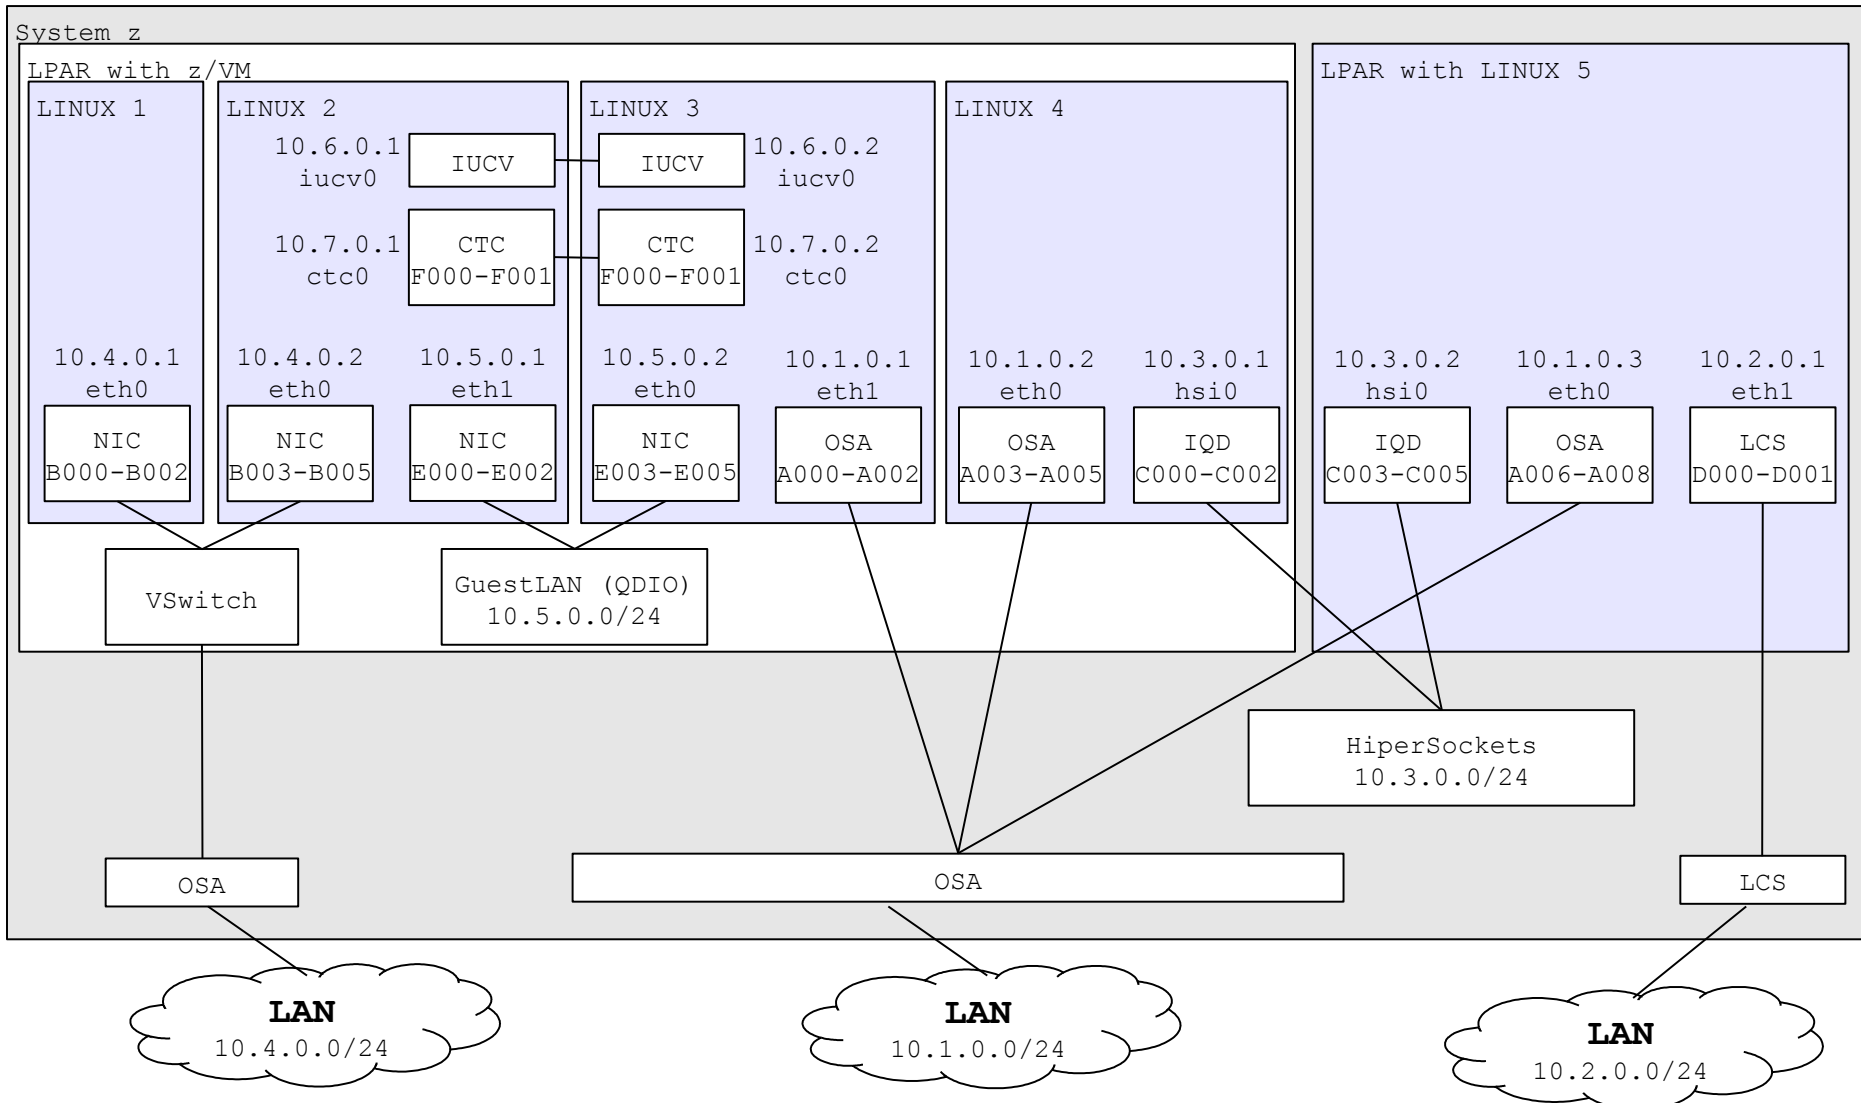 System z
LPAR with z/VM
LPAR with LINUX 5
LINUX 1
LINUX 2
LINUX 3
LINUX 4
10.6.0.1
iucv0
IUCV
IUCV
10.6.0.2
iucv0
10.7.0.1
ctc0
CTC
F000-F001
CTC
F000-F001
10.7.0.2
ctc0
10.4.0.1
eth0
NIC
B000-B002
10.4.0.2
eth0
NIC
B003-B005
10.5.0.1
eth1
NIC
E000-E002
10.5.0.2
eth0
NIC
E003-E005
10.1.0.1
eth1
OSA
A000-A002
10.1.0.2
eth0
OSA
A003-A005
10.3.0.1
hsi0
IQD
C000-C002
10.3.0.2
hsi0
IQD
C003-C005
10.1.0.3
eth0
OSA
A006-A008
10.2.0.1
eth1
LCS
D000-D001
VSwitch
GuestLAN (QDIO)
10.5.0.0/24
HiperSockets
10.3.0.0/24
OSA
OSA
LCS
LAN
10.4.0.0/24
LAN
10.1.0.0/24
LAN
10.2.0.0/24